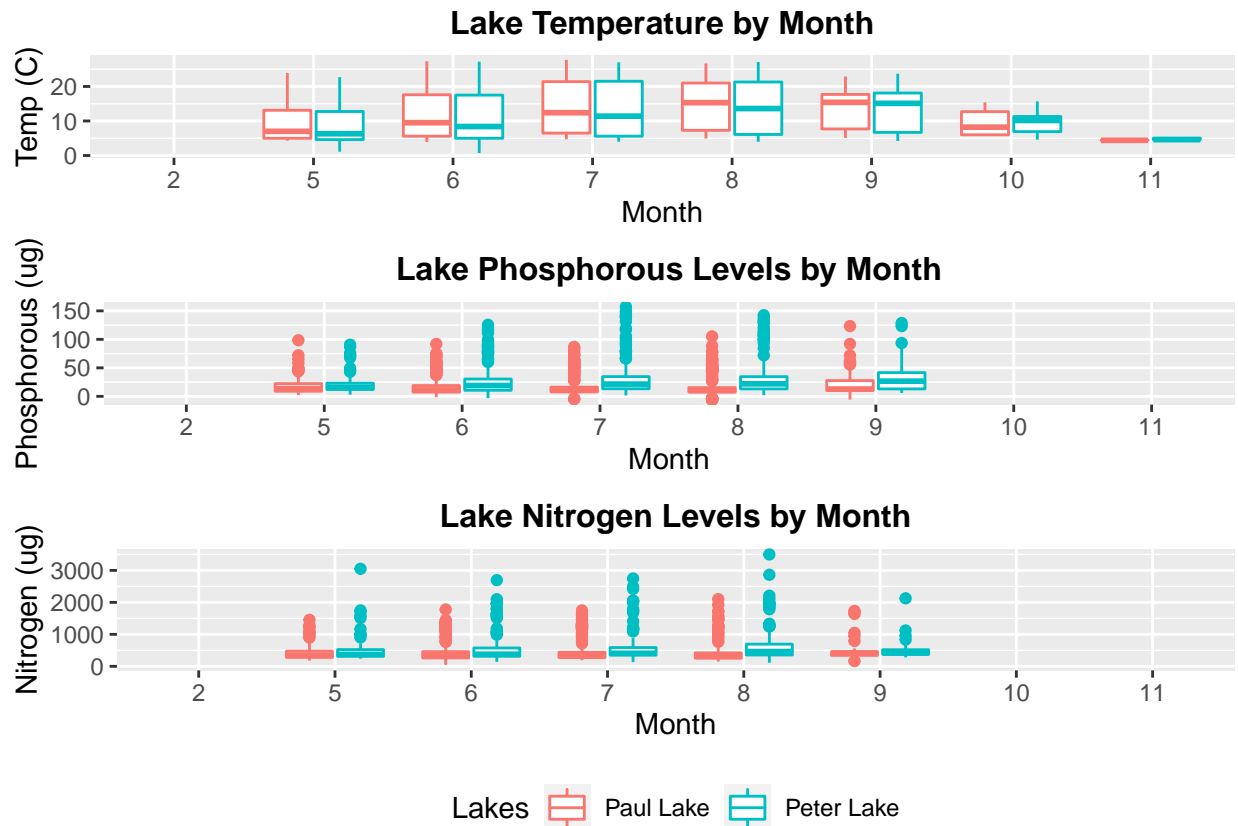 Lake Temperature by Month
Temp (C)
20
10
0
2 5 6 7 8 9 10 11
Month
Lake Phosphorous Levels by Month
Phosphorous (ug)
150
100
50
0
2 5 6 7 8 9 10 11
Month
Lake Nitrogen Levels by Month
Nitrogen (ug)
3000
2000
1000
0
2 5 6 7 8 9 10 11
Month
Lakes Paul Lake Peter Lake